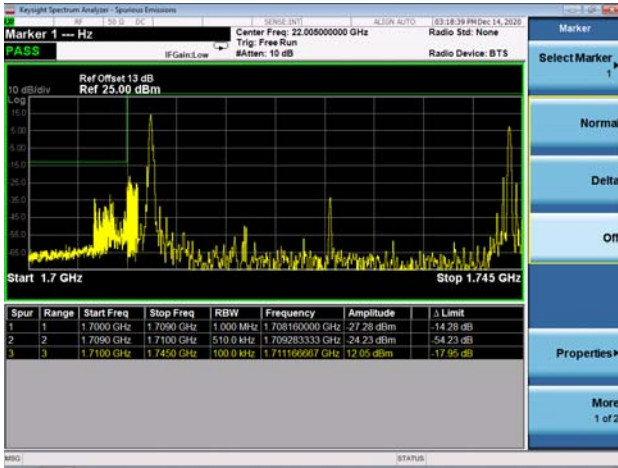 Keysight Spectrum Analyzer - Spurious Emissions
RF 50 Ω DC SENSE:INT ALIGN AUTO 03:18:39 PM Dec 14, 2020
Marker 1 --- Hz Center Freq: 22.005000000 GHz Radio Std: None Marker
Trig: Free Run
PASS IFGain:Low #Atten: 10 dB Radio Device: BTS
Select Marker
1
Ref Offset 13 dB
10 dB/div Ref 25.00 dBm
Log
15.0
5.00
-5.00
-15.0
-25.0
-35.0
-45.0
-55.0
-65.0
Normal
Delta
Off
Start 1.7 GHz Stop 1.745 GHz
Spur Range Start Freq Stop Freq RBW Frequency Amplitude Δ Limit
1 1 1.7000 GHz 1.7090 GHz 1.000 MHz 1.708160000 GHz -27.28 dBm -14.28 dB
2 2 1.7090 GHz 1.7100 GHz 510.0 kHz 1.709283333 GHz -24.23 dBm -54.23 dB
3 3 1.7100 GHz 1.7450 GHz 100.0 kHz 1.711166667 GHz 12.05 dBm -17.95 dB
Properties
More
1 of 2
MSG STATUS